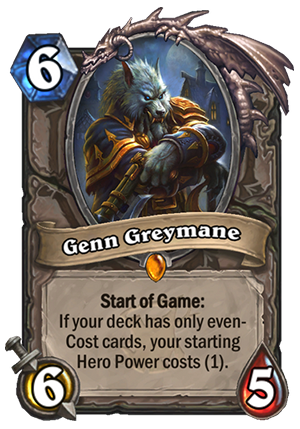 6
Genn Greymane
Start of Game:
If your deck has only even-
Cost cards, your starting
Hero Power costs (1).
6
5